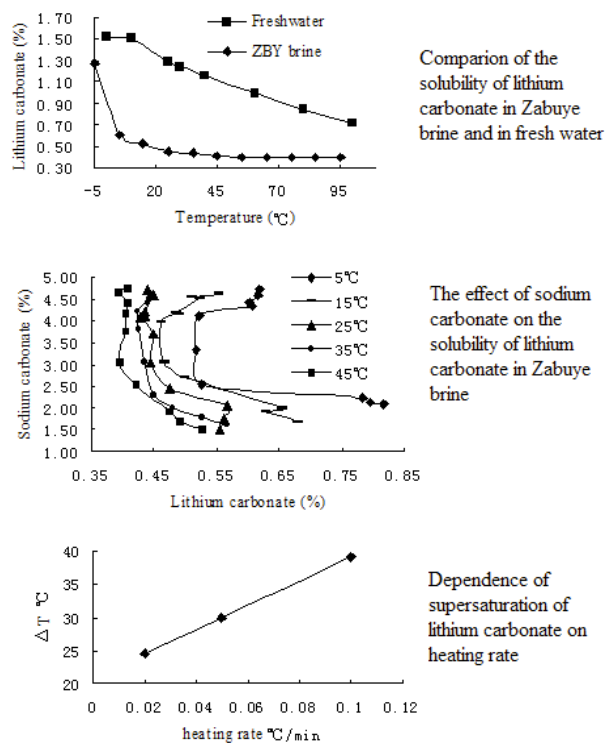 1.70
1.50
1.30
1.10
0.90
0.70
0.50
0.30
Lithium carbonate (%)
Freshwater
ZBY brine
-5 20 45 70 95
Temperature (℃)
Comparion of the
solubility of lithium
carbonate in Zabuye
brine and in fresh water
5.00
4.50
4.00
3.50
3.00
2.50
2.00
1.50
1.00
Sodium carbonate (%)
5℃
15℃
25℃
35℃
45℃
0.35 0.45 0.55 0.65 0.75 0.85
Lithium carbonate (%)
The effect of sodium
carbonate on the
solubility of lithium
carbonate in Zabuye
brine
40
35
30
25
20
△T ℃
0 0.02 0.04 0.06 0.08 0.1 0.12
heating rate ℃/min
Dependence of
supersaturation of
lithium carbonate on
heating rate